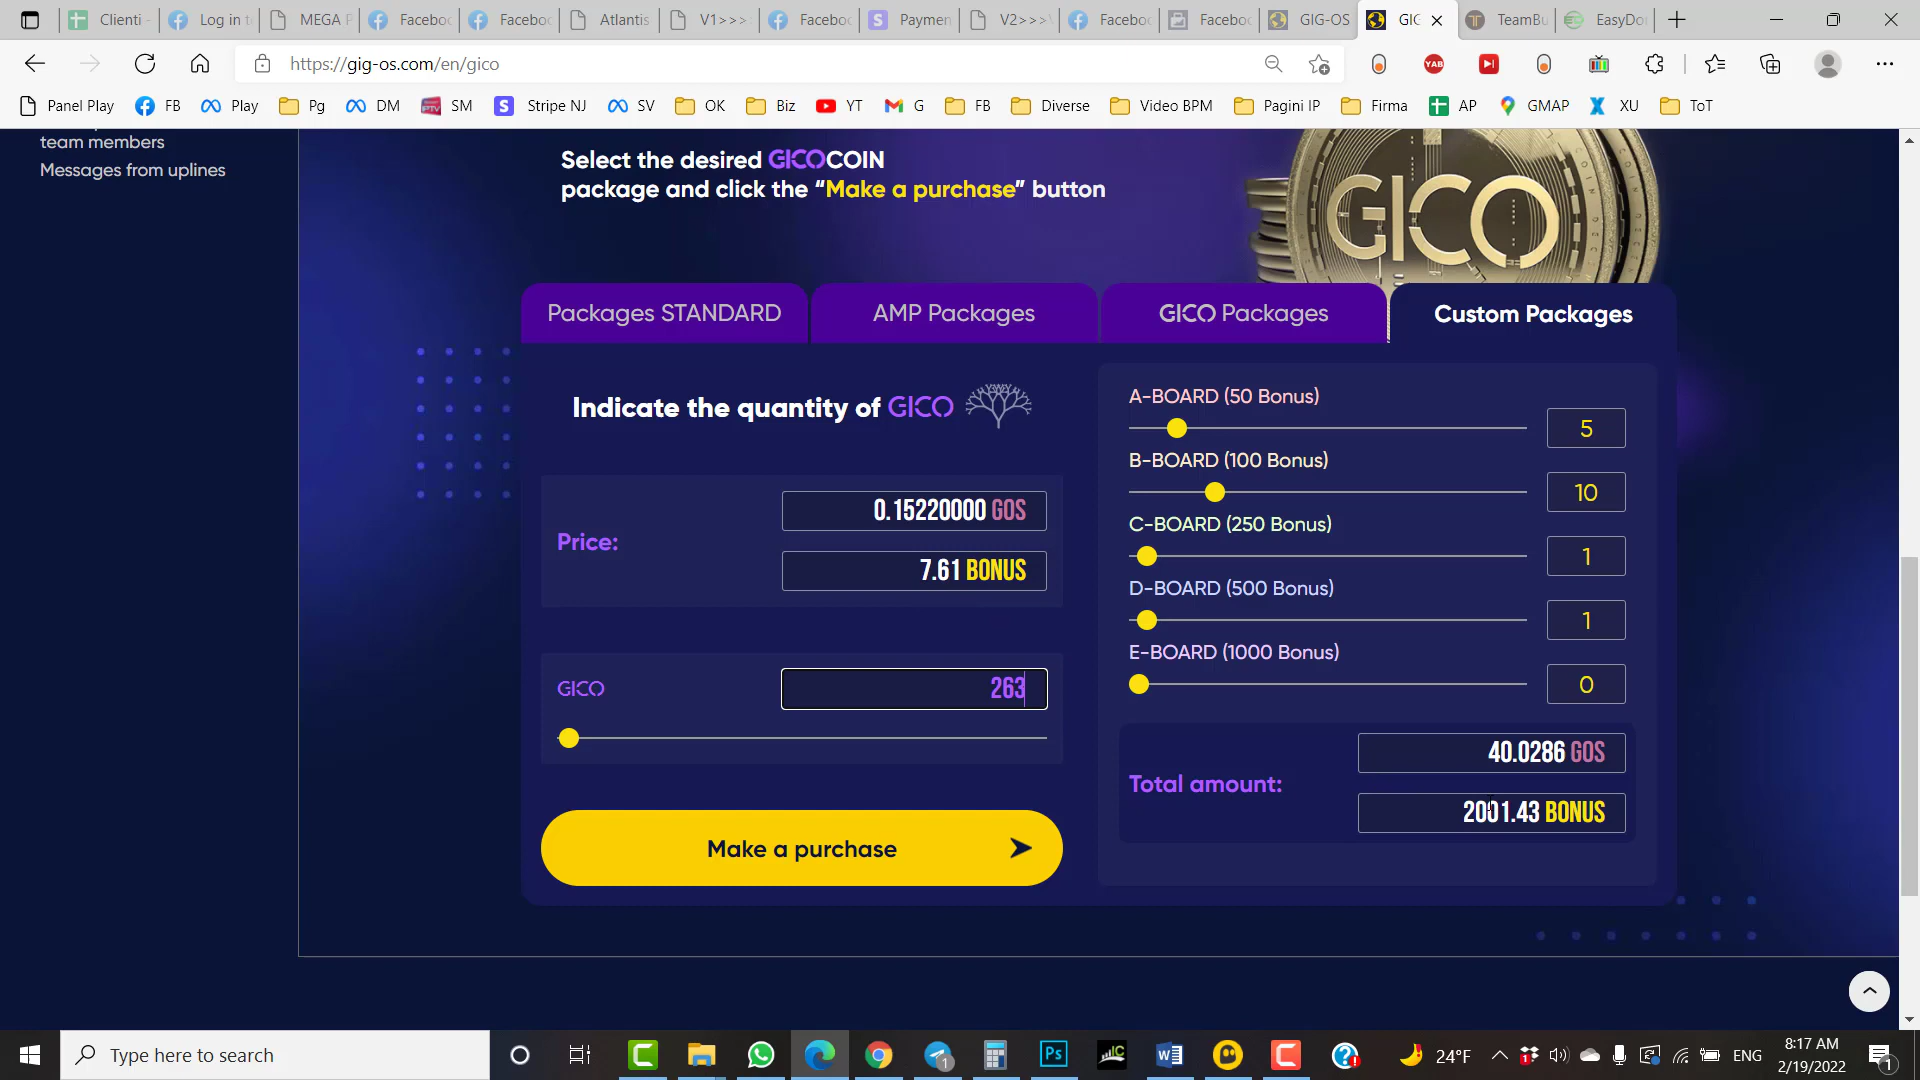 Clienti -
Log in t
MEGA P
Faceboo
Faceboo
Atlantis
V1>>>
Faceboo
Paymen
V2>>>\
Faceboo
Faceboo
GIG-OS
GIG
TeamBu
EasyDo
https://gig-os.com/en/gico
YAB
Panel Play
FB
Play
Pg
DM
SM
Stripe NJ
SV
OK
Biz
YT
G
FB
Diverse
Video BPM
Pagini IP
Firma
AP
GMAP
XU
ToT
team members
Messages from uplines
Select the desired GICOCOIN
package and click the “Make a purchase” button
GICO
Packages STANDARD
AMP Packages
GICO Packages
Custom Packages
Indicate the quantity of GICO
Price:
0.15220000 GOS
7.61 BONUS
GICO
263
Make a purchase
A-BOARD (50 Bonus)
5
B-BOARD (100 Bonus)
10
C-BOARD (250 Bonus)
1
D-BOARD (500 Bonus)
1
E-BOARD (1000 Bonus)
0
Total amount:
40.0286 GOS
2001.43 BONUS
Type here to search
24°F
ENG
8:17 AM
2/19/2022